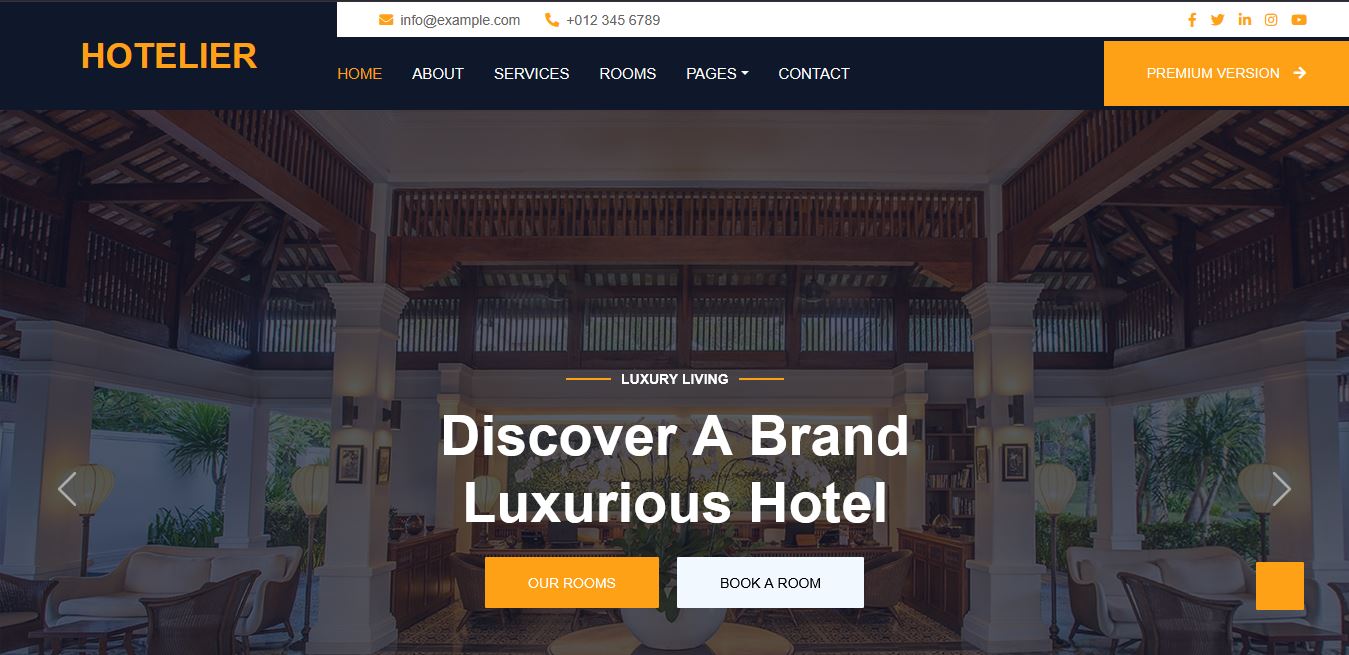 info@example.com +012 345 6789
HOTELIER
HOME ABOUT SERVICES ROOMS PAGES CONTACT
PREMIUM VERSION
LUXURY LIVING
Discover A Brand
Luxurious Hotel
OUR ROOMS BOOK A ROOM